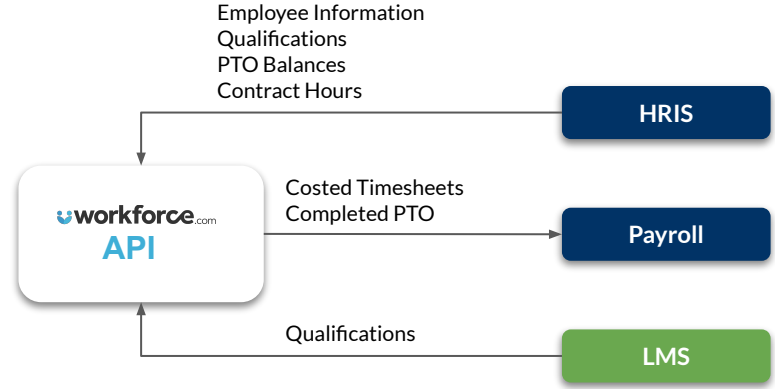 Employee Information
Qualifications
PTO Balances
Contract Hours
HRIS
workforce.com
API
Costed Timesheets
Completed PTO
Payroll
Qualifications
LMS